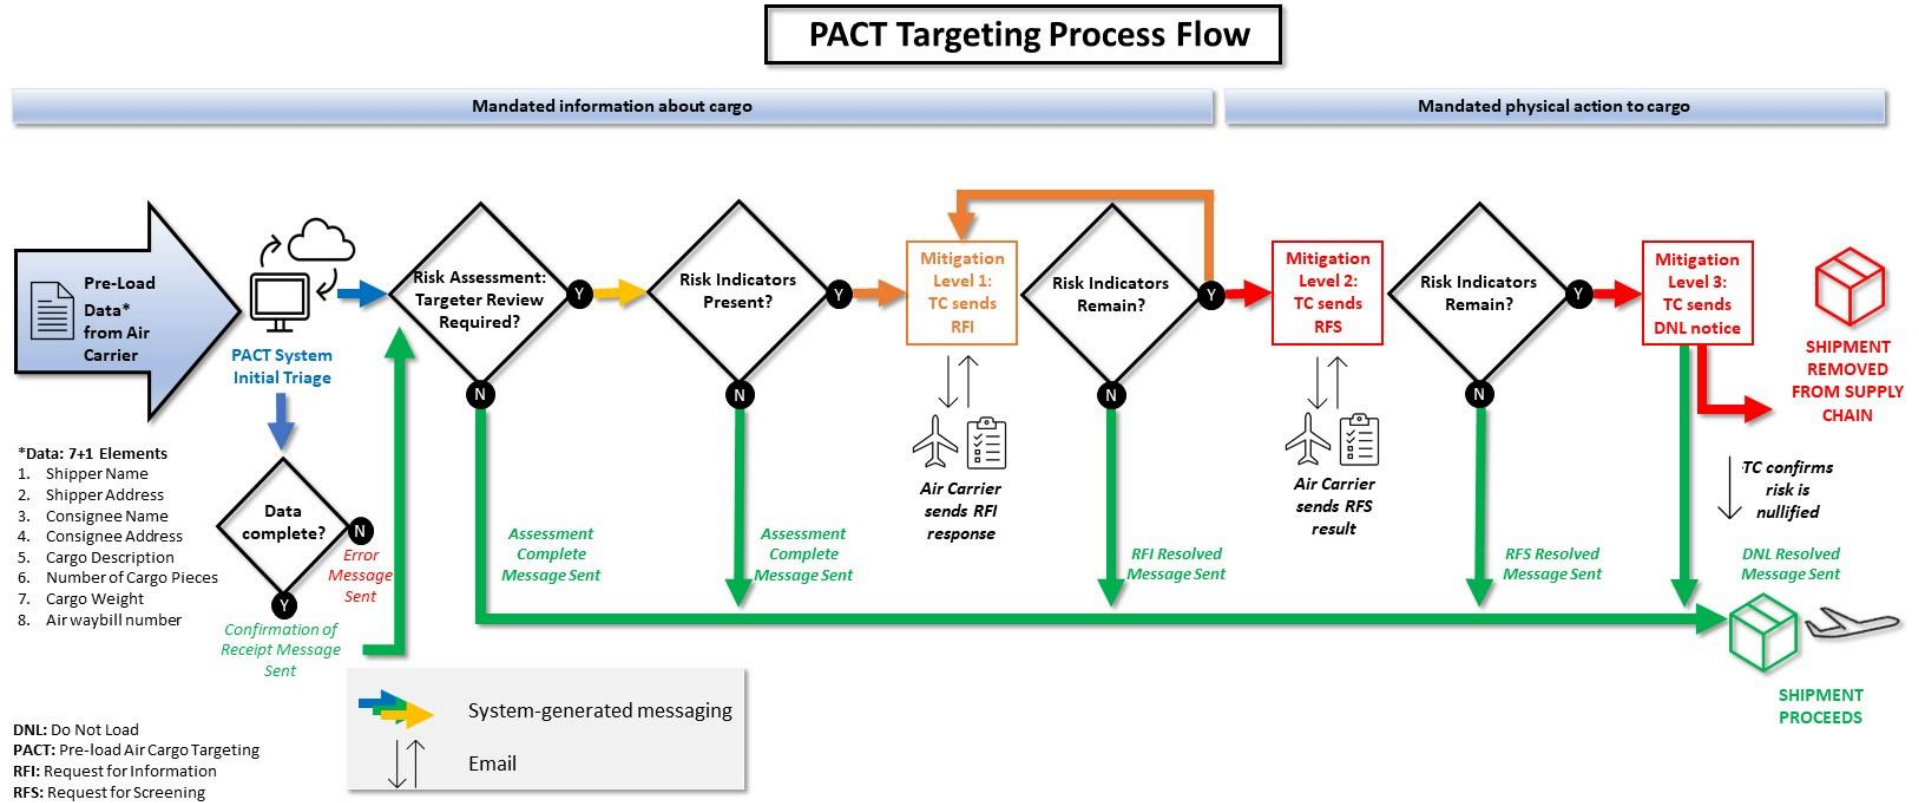 PACT Targeting Process Flow
Mandated information about cargo
Mandated physical action to cargo
Pre-Load
Data*
from Air
Carrier
PACT System
Initial Triage
Data
complete?
N
Error
Message
Sent
Y
Confirmation of
Receipt Message
Sent
Risk Assessment:
Targeter Review
Required?
Y
N
Assessment
Complete
Message Sent
Risk Indicators
Present?
Y
N
Assessment
Complete
Message Sent
Mitigation
Level 1:
TC sends
RFI
Air Carrier
sends RFI
response
Risk Indicators
Remain?
Y
N
RFI Resolved
Message Sent
Mitigation
Level 2:
TC sends
RFS
Air Carrier
sends RFS
result
Risk Indicators
Remain?
Y
N
RFS Resolved
Message Sent
Mitigation
Level 3:
TC sends
DNL notice
SHIPMENT
REMOVED
FROM SUPPLY
CHAIN
TC confirms
risk is
nullified
DNL Resolved
Message Sent
SHIPMENT
PROCEEDS
*Data: 7+1 Elements
1. Shipper Name
2. Shipper Address
3. Consignee Name
4. Consignee Address
5. Cargo Description
6. Number of Cargo Pieces
7. Cargo Weight
8. Air waybill number
System-generated messaging
Email
DNL: Do Not Load
PACT: Pre-load Air Cargo Targeting
RFI: Request for Information
RFS: Request for Screening